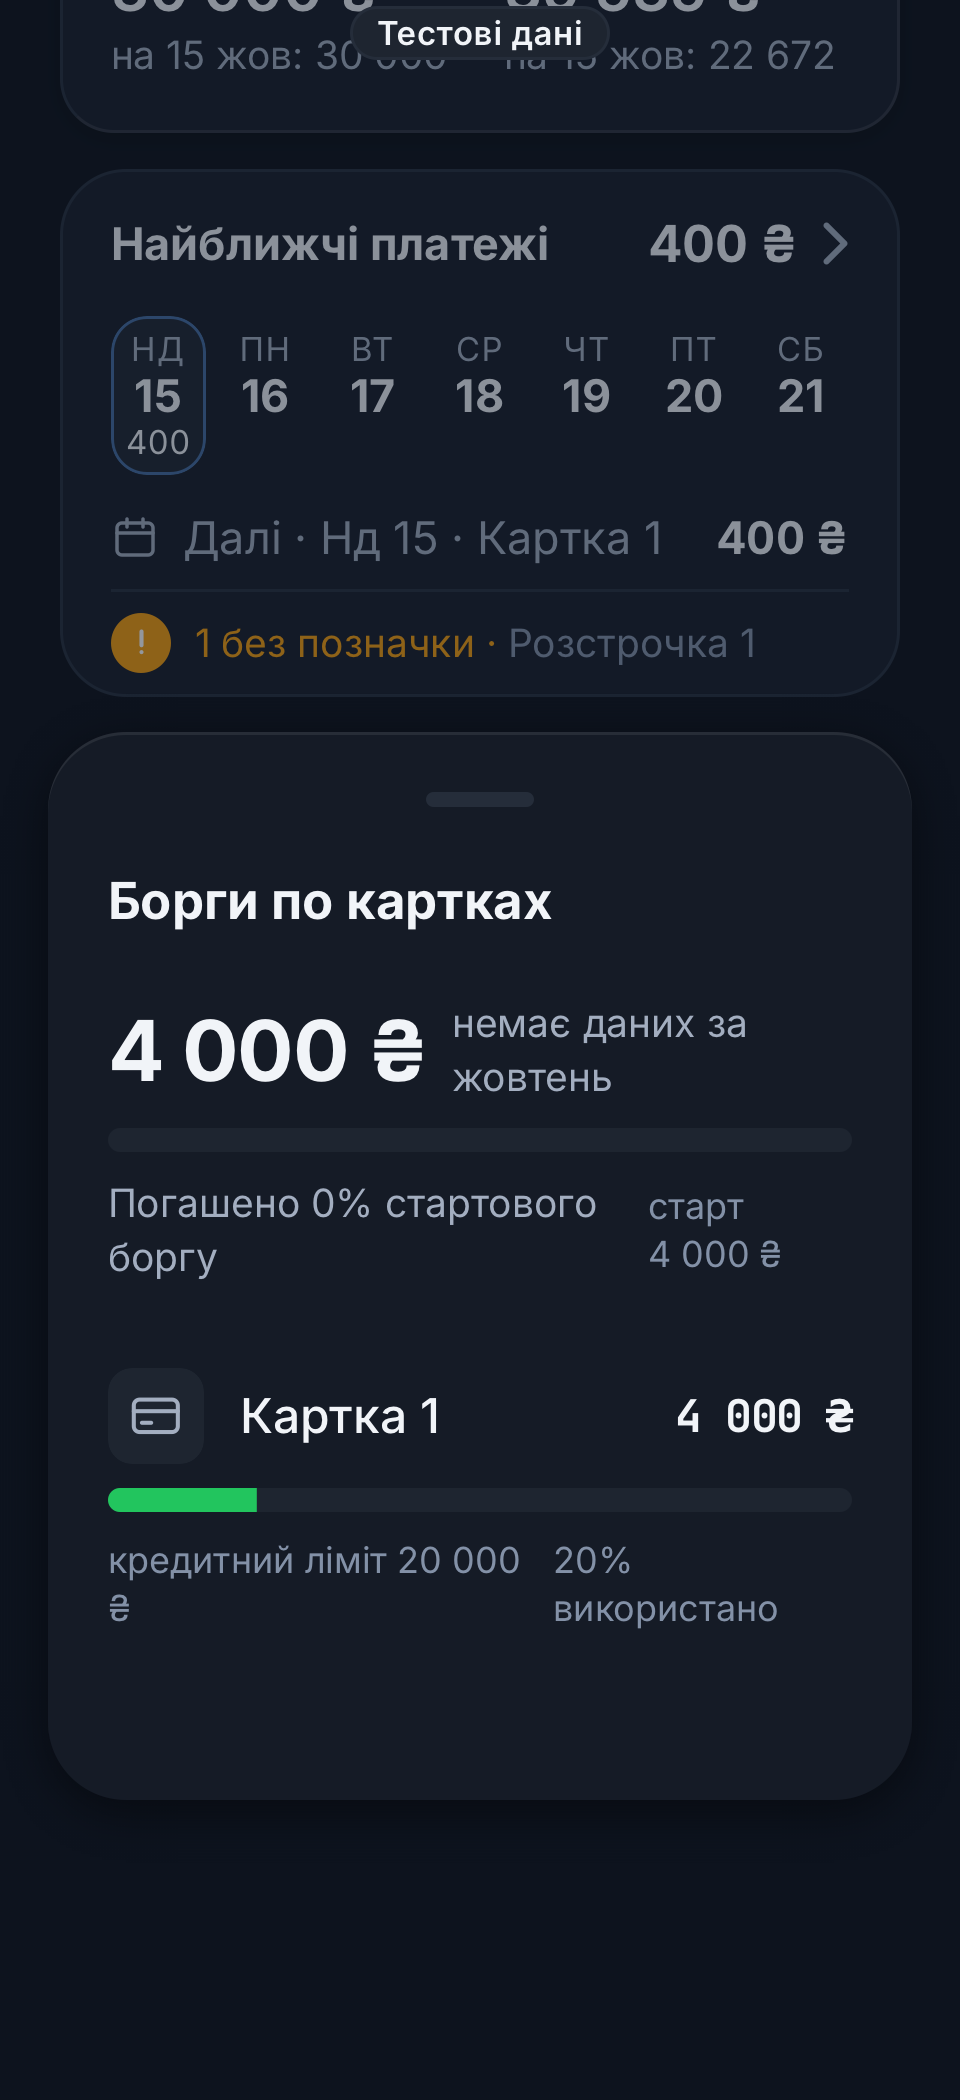 Тестові дані
на 15 жов: 30 000 на 15 жов: 22 672
Найближчі платежі 400 ₴
НД ПН ВТ СР ЧТ ПТ СБ
15 16 17 18 19 20 21
400
Далі · Нд 15 · Картка 1 400 ₴
! 1 без позначки · Розстрочка 1
Борги по картках
4 000 ₴ немає даних за
жовтень
Погашено 0% стартового
боргу
старт
4 000 ₴
Картка 1 4 000 ₴
кредитний ліміт 20 000
₴
20%
використано